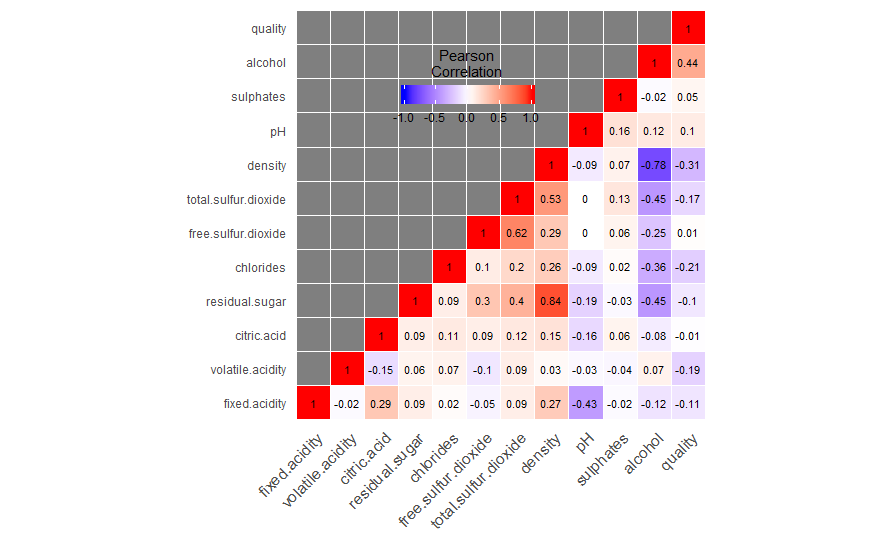 quality 1
Pearson
Correlation
alcohol 1 0.44
sulphates 1 -0.02 0.05
-1.0 -0.5 0.0 0.5 1.0
pH 1 0.16 0.12 0.1
density 1 -0.09 0.07 -0.78 -0.31
total.sulfur.dioxide 1 0.53 0 0.13 -0.45 -0.17
free.sulfur.dioxide 1 0.62 0.29 0 0.06 -0.25 0.01
chlorides 1 0.1 0.2 0.26 -0.09 0.02 -0.36 -0.21
residual.sugar 1 0.09 0.3 0.4 0.84 -0.19 -0.03 -0.45 -0.1
citric.acid 1 0.09 0.11 0.09 0.12 0.15 -0.16 0.06 -0.08 -0.01
volatile.acidity 1 -0.15 0.06 0.07 -0.1 0.09 0.03 -0.03 -0.04 0.07 -0.19
fixed.acidity 1 -0.02 0.29 0.09 0.02 -0.05 0.09 0.27 -0.43 -0.02 -0.12 -0.11
fixed.acidity
volatile.acidity
citric.acid
residual.sugar
chlorides
free.sulfur.dioxide
total.sulfur.dioxide
density
pH
sulphates
alcohol
quality